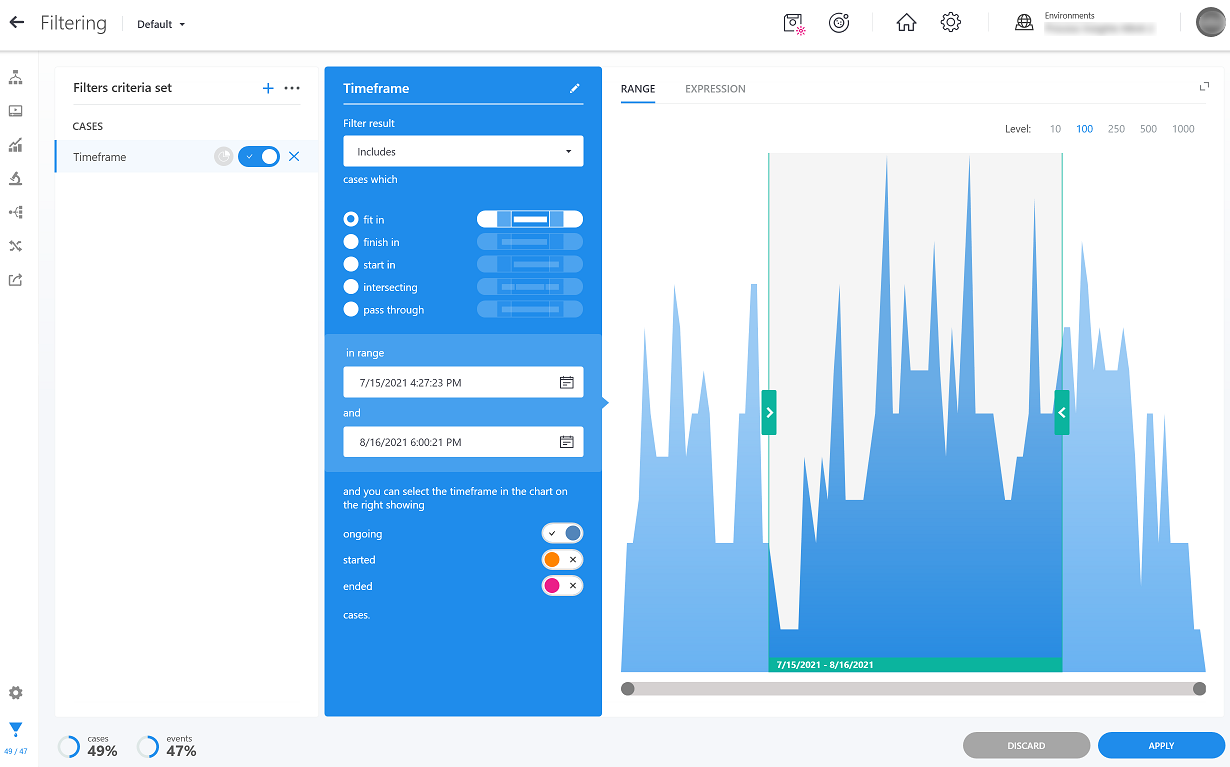 Filtering
Default
Environments
Filters criteria set
CASES
Timeframe
Timeframe
Filter result
Includes
cases which
fit in
finish in
start in
intersecting
pass through
in range
7/15/2021 4:27:23 PM
and
8/16/2021 6:00:21 PM
and you can select the timeframe in the chart on
the right showing
ongoing
started
ended
cases.
RANGE EXPRESSION
Level: 10 100 250 500 1000
7/15/2021 - 8/16/2021
49 / 47
cases
49%
events
47%
DISCARD
APPLY